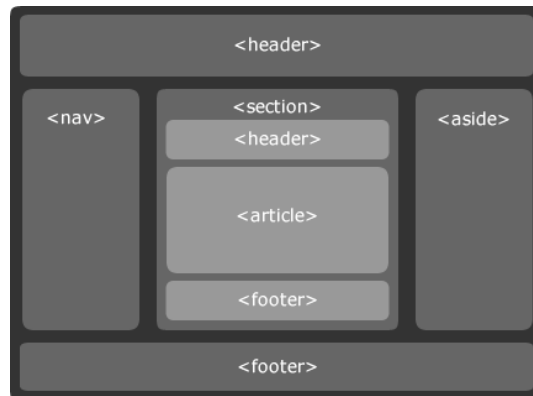 <header>
<nav>
<section>
<header>
<article>
<footer>
<aside>
<footer>